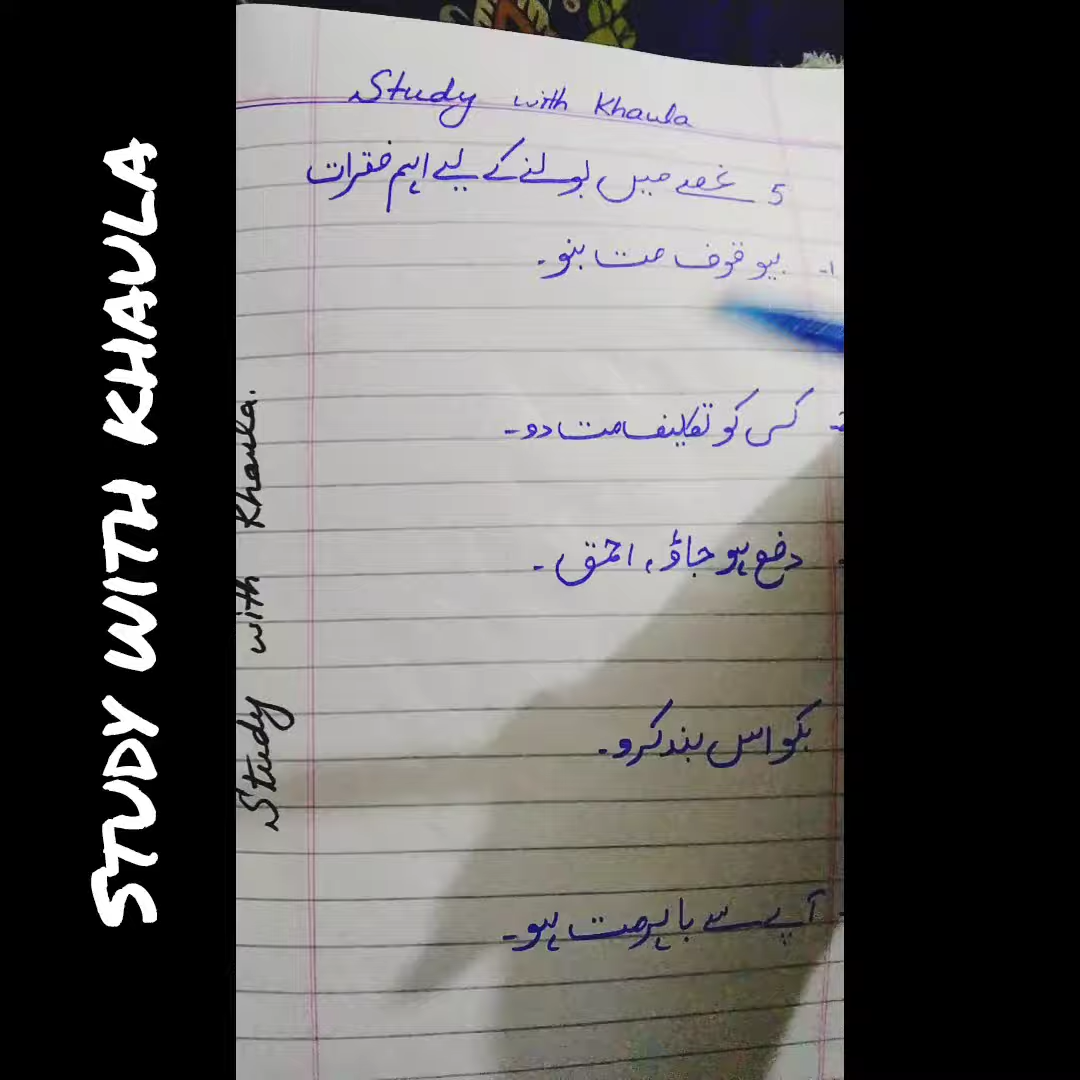 STUDY WITH KHAULA
Study with Khaula
5 غصے میں بولنے کے لیے اہم فقرات
۱- بیوقوف مت بنو۔
کسی کو تکلیف مت دو۔
دفع ہو جاؤ، احمق۔
بکواس بند کرو۔
آپے سے باہر مت ہو۔
Study with Khaula.